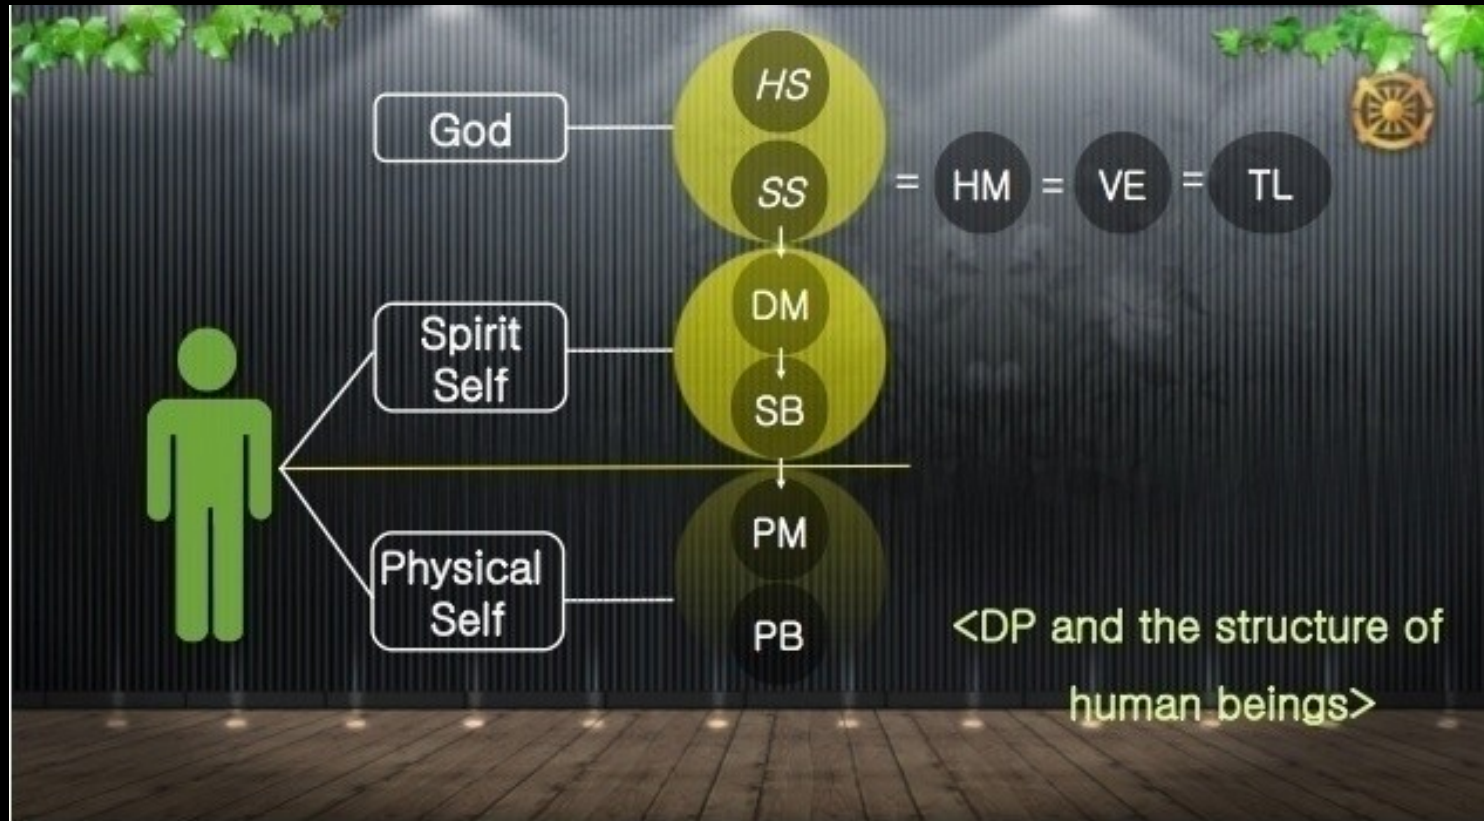 God
HS
SS
= HM = VE = TL
Spirit
Self
DM
SB
Physical
Self
PM
PB
<DP and the structure of
human beings>